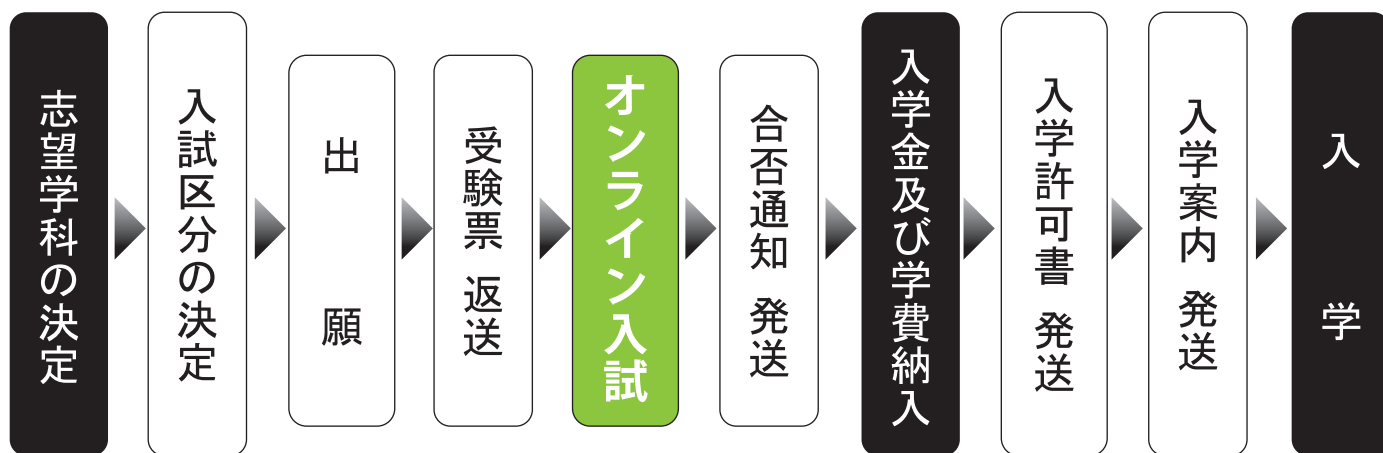 志望学科の決定
入試区分の決定
出願
受験票 返送
オンライン入試
合否通知 発送
入学金及び学費納入
入学許可書 発送
入学案内 発送
入学